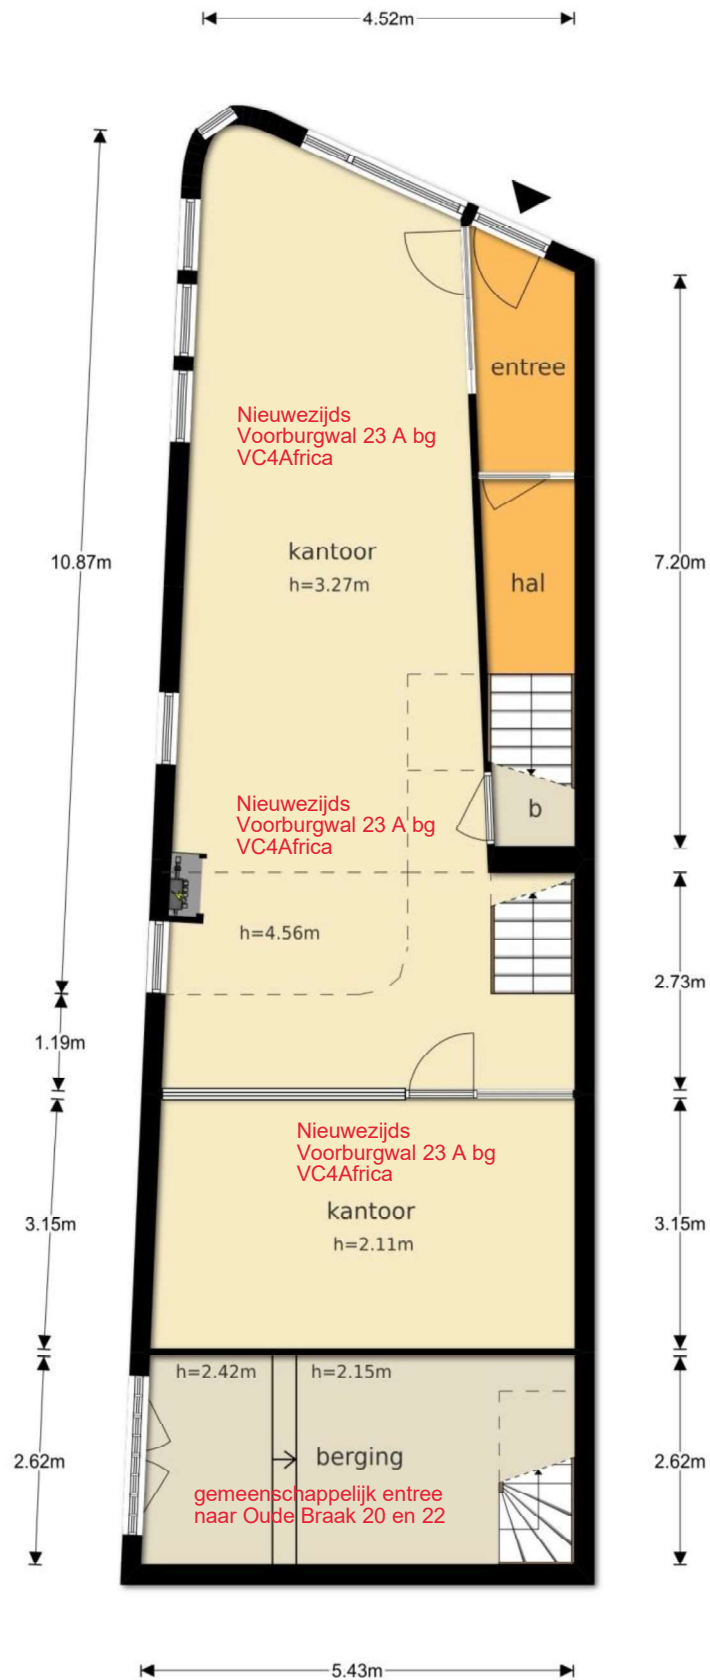 4.52m
entree
Nieuwezijds
Voorburgwal 23 A bg
VC4Africa
kantoor
h=3.27m
10.87m
7.20m
hal
Nieuwezijds
Voorburgwal 23 A bg
VC4Africa
b
h=4.56m
2.73m
1.19m
Nieuwezijds
Voorburgwal 23 A bg
VC4Africa
kantoor
h=2.11m
3.15m
3.15m
h=2.42m
h=2.15m
berging
2.62m
2.62m
gemeenschappelijk entree
naar Oude Braak 20 en 22
5.43m